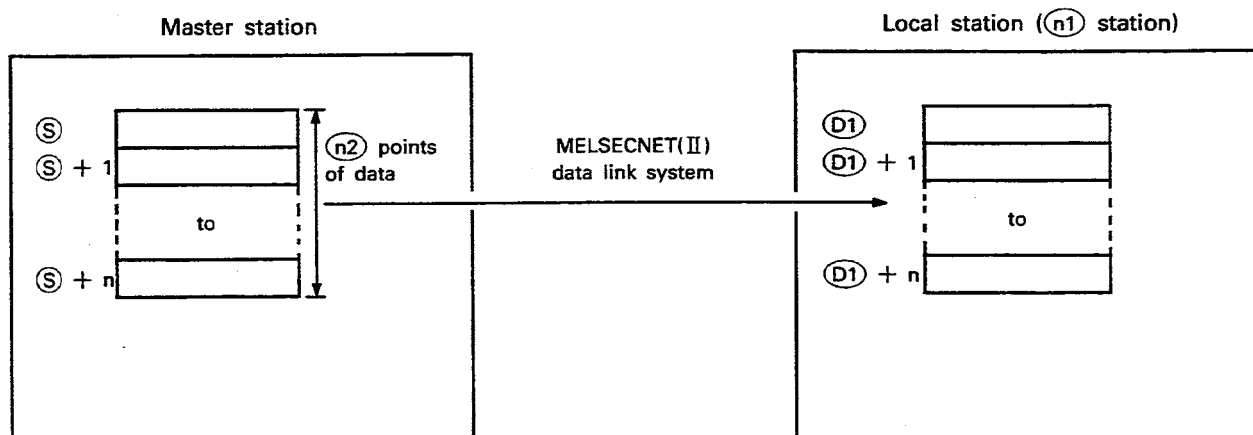 Master station
Local station (n1 station)
S
S + 1
to
S + n
n2 points
of data
MELSECNET(II)
data link system
D1
D1 + 1
to
D1 + n